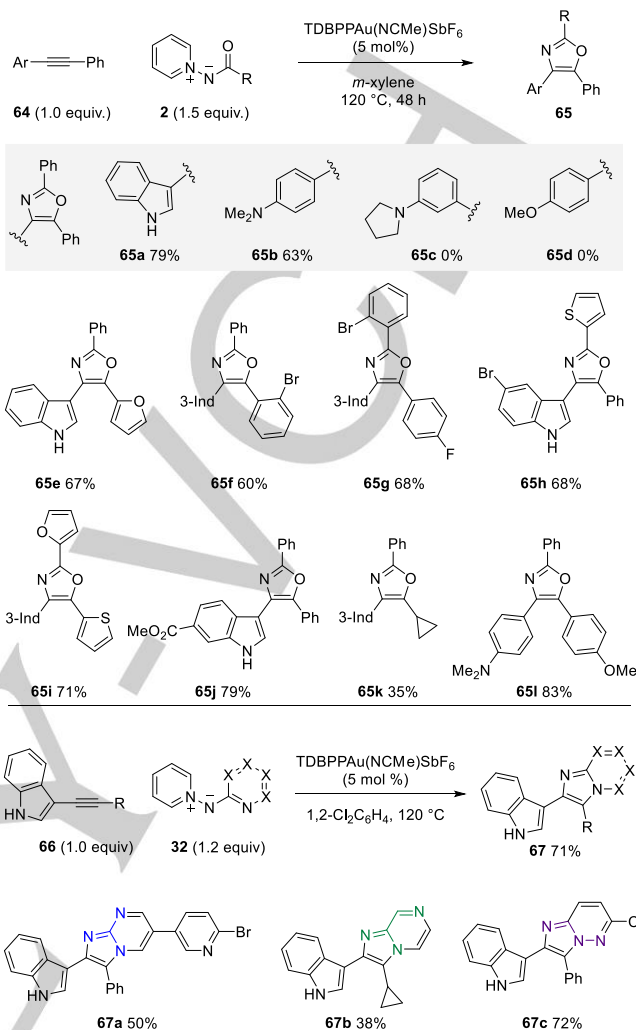 R
N O
Ar Ph
Ar Ph
64 (1.0 equiv.)
N+ N− O R
2 (1.5 equiv.)
TDBPPAu(NCMe)SbF6
(5 mol%)
m-xylene
120 °C, 48 h
65
Ph
N O
Ph
N
H
65a 79%
Me2N
65b 63%
N
65c 0%
MeO
65d 0%
Ph
N O
O
N
H
65e 67%
Ph
N O
3-Ind
Br
65f 60%
Br
N O
3-Ind
F
65g 68%
S
N O
Br
Ph
N
H
65h 68%
O
N O
3-Ind
S
65i 71%
Ph
N O
Ph
MeO2C
N
H
65j 79%
Ph
N O
3-Ind
65k 35%
Ph
N O
Me2N
OMe
65l 83%
HN
R
66 (1.0 equiv)
N+ N− N X X X X
32 (1.2 equiv)
TDBPPAu(NCMe)SbF6
(5 mol %)
1,2-Cl2C6H4, 120 °C
X X X X
N N
HN
R
67 71%
N
N
N
N
Br
HN
Ph
67a 50%
N
N
N
HN
67b 38%
N
N
N
HN
Ph
67c 72%